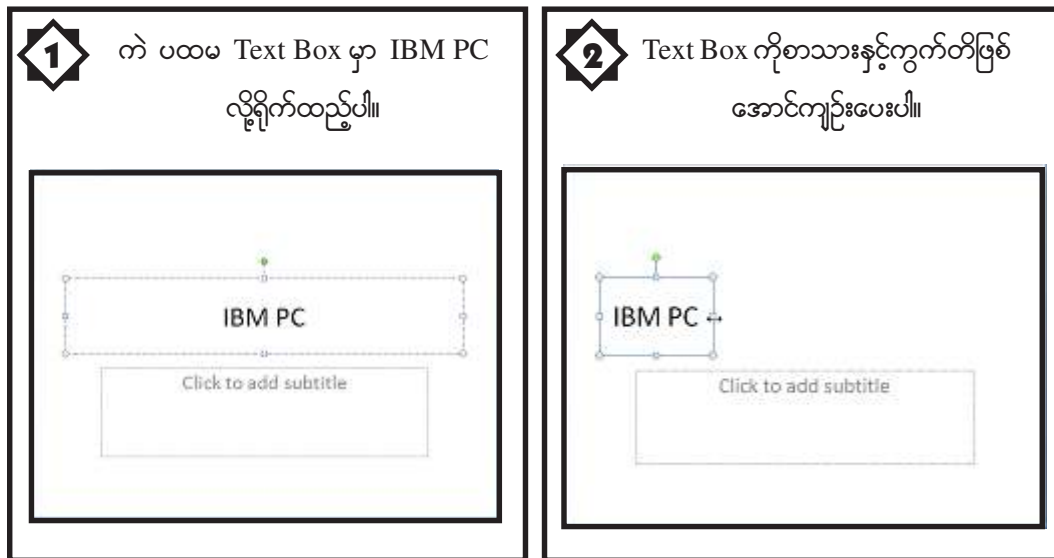 1
ကဲ ပထမ Text Box မှာ IBM PC
လို့ရိုက်ထည့်ပါ။
IBM PC
Click to add subtitle
2
Text Box ကိုစာသားနှင့်ကွက်တိဖြစ်
အောင်ကျဉ်းပေးပါ။
IBM PC
Click to add subtitle